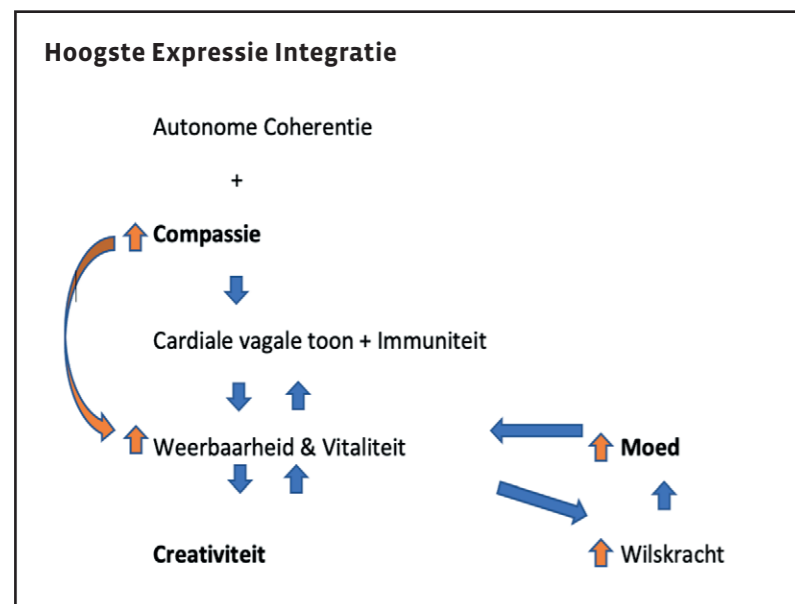 Hoogste Expressie Integratie
Autonome Coherentie
+
Compassie
Cardiale vagale toon + Immuniteit
Weerbaarheid & Vitaliteit
Moed
Creativiteit
Wilskracht